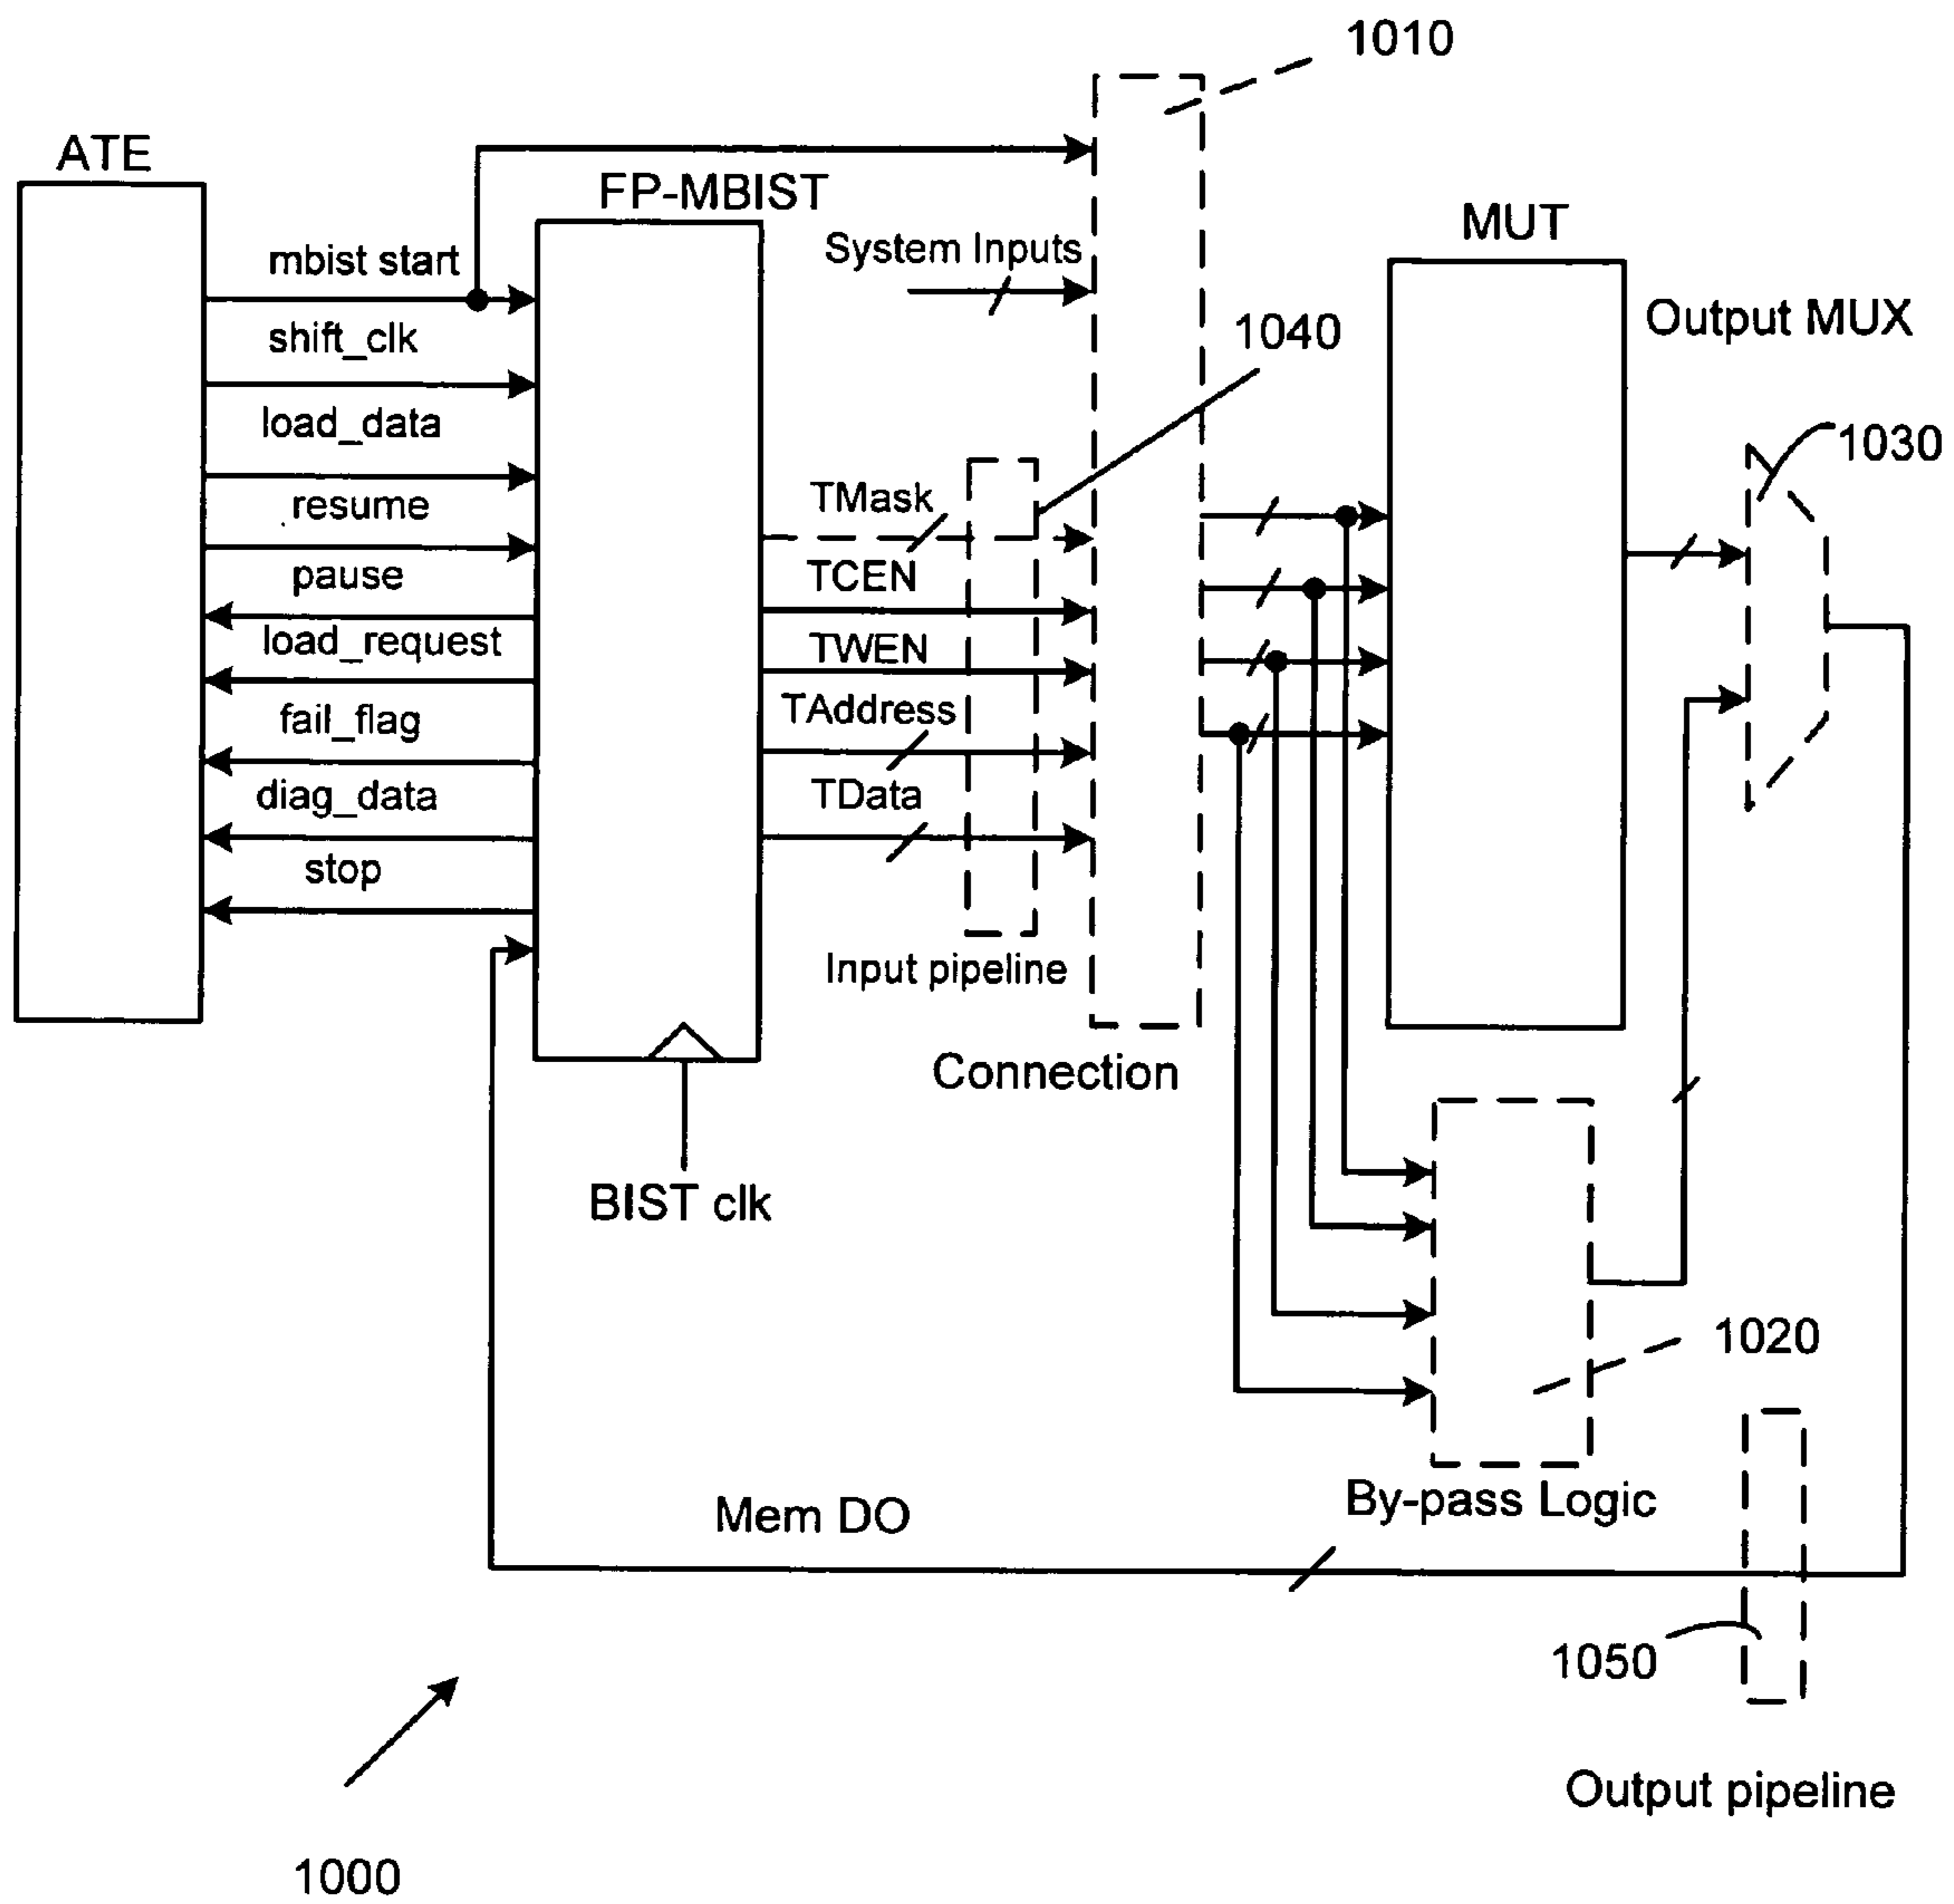 1010
ATE
FP-MBIST
MUT
System Inputs
mbist start
Output MUX
1040
shift_clk
load_data
1030
TMask
resume
TCEN
pause
TWEN
load_request
TAddress
fail_flag
TData
diag_data
stop
Input pipeline
Connection
BIST clk
1020
By-pass Logic
Mem DO
1050
Output pipeline
1000